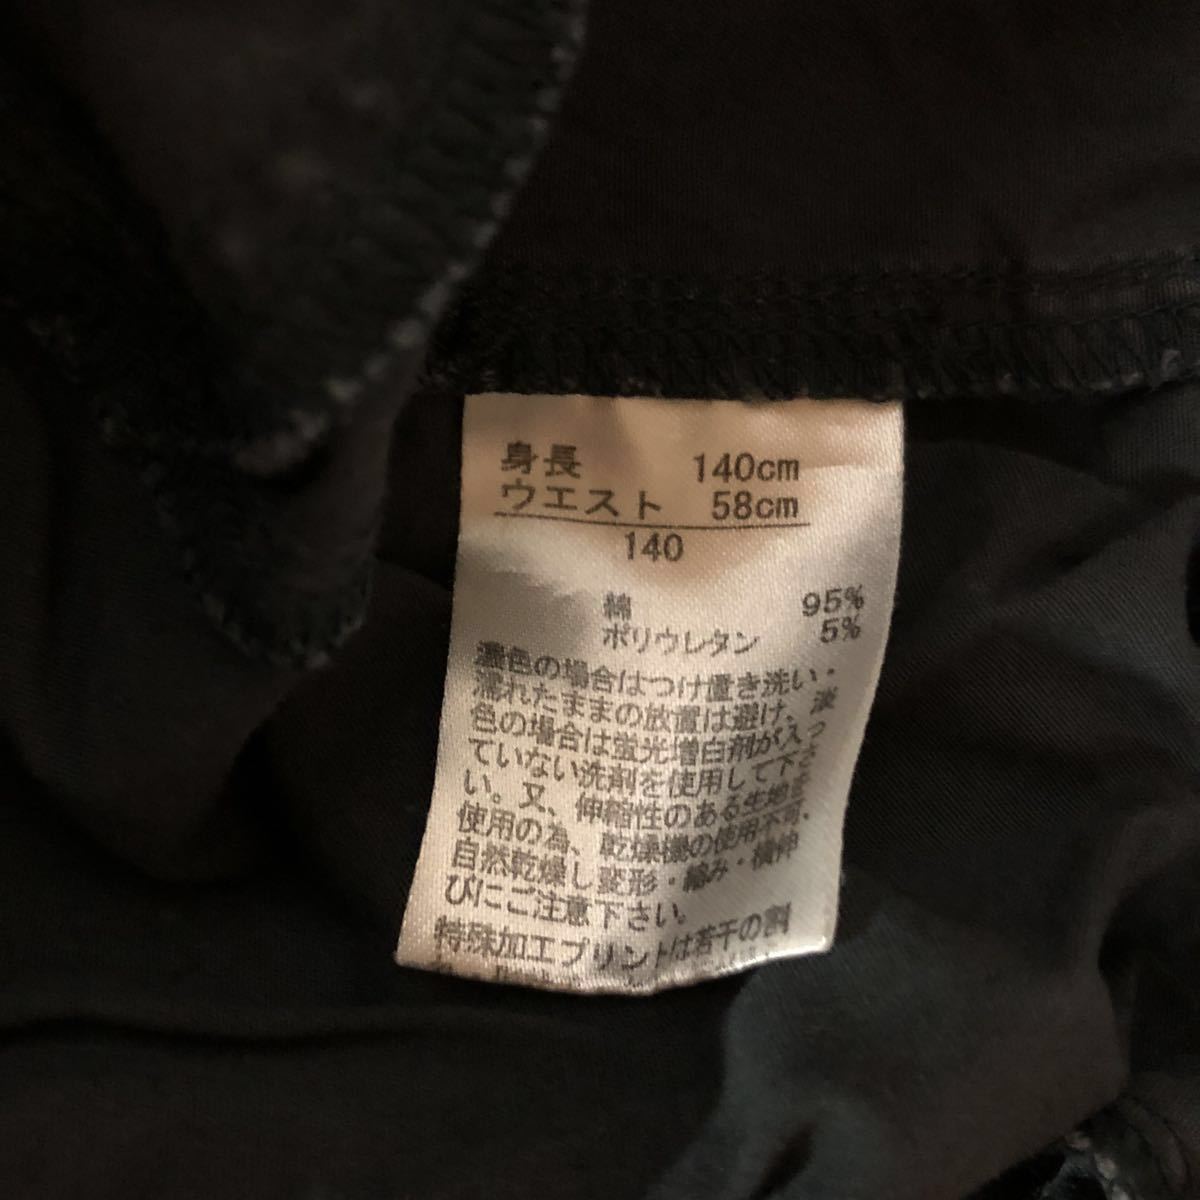 身長 140cm
ウエスト 58cm
140
綿 95%
ポリウレタン 5%
濃色の場合はつけ置き洗い・
濡れたままの放置は避け、淡
色の場合は蛍光増白剤が入っ
ていない洗剤を使用して下さ
い。又、伸縮性のある生地を
使用の為、乾燥機の使用不可、
自然乾燥し変形・縮み・横伸
びにご注意下さい。
特殊加工プリントは若干の割